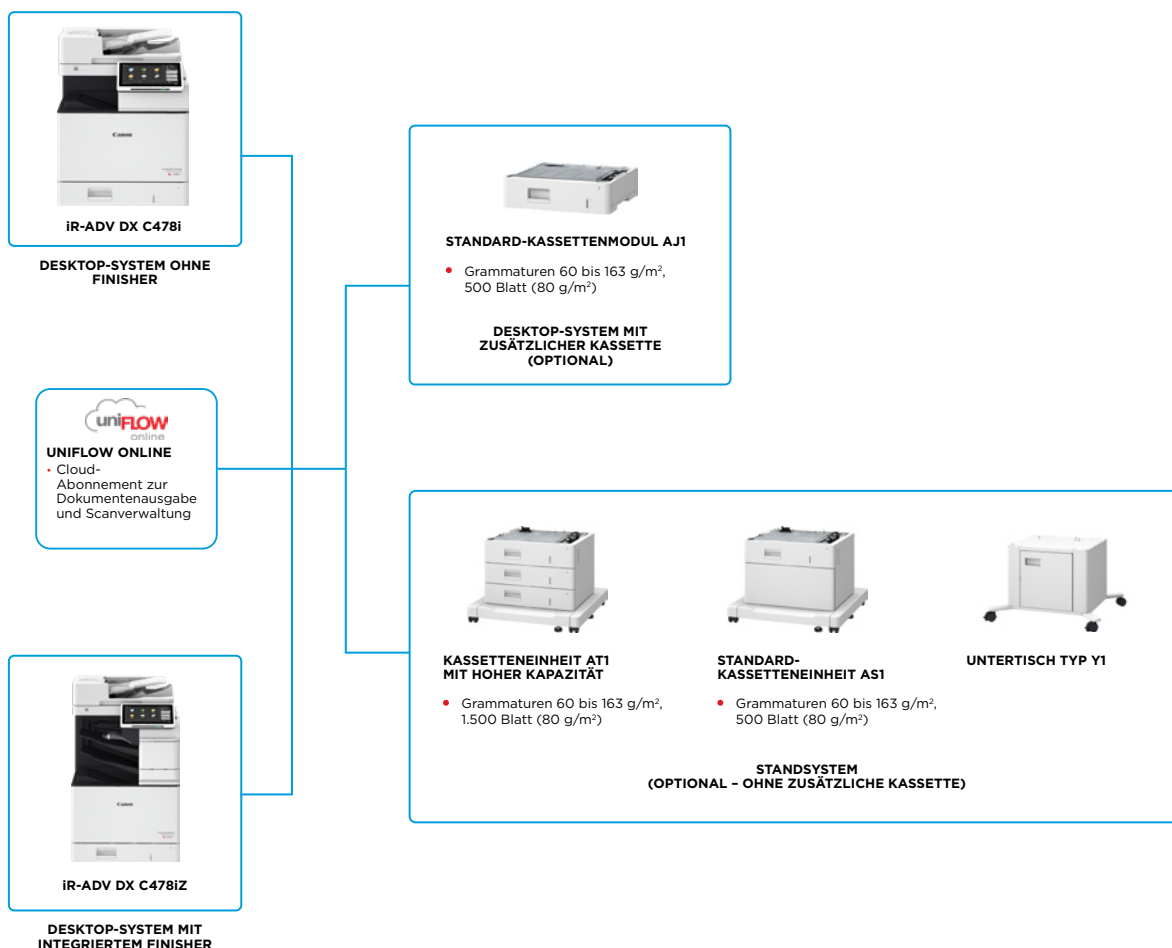 Canon
iR-ADV DX C478i
DESKTOP-SYSTEM OHNE
FINISHER
STANDARD-KASSETTENMODUL AJ1
• Grammaturen 60 bis 163 g/m²,
500 Blatt (80 g/m²)
DESKTOP-SYSTEM MIT
ZUSÄTZLICHER KASSETTE
(OPTIONAL)
uniFLOW
online
UNIFLOW ONLINE
• Cloud-
Abonnement zur
Dokumentenausgabe
und Scanverwaltung
KASSETTENEINHEIT AT1
MIT HOHER KAPAZITÄT
• Grammaturen 60 bis 163 g/m²,
1.500 Blatt (80 g/m²)
STANDARD-
KASSETTENEINHEIT AS1
• Grammaturen 60 bis 163 g/m²,
500 Blatt (80 g/m²)
UNTERTISCH TYP Y1
STANDSYSTEM
(OPTIONAL – OHNE ZUSÄTZLICHE KASSETTE)
Canon
iR-ADV DX C478iZ
DESKTOP-SYSTEM MIT
INTEGRIERTEM FINISHER